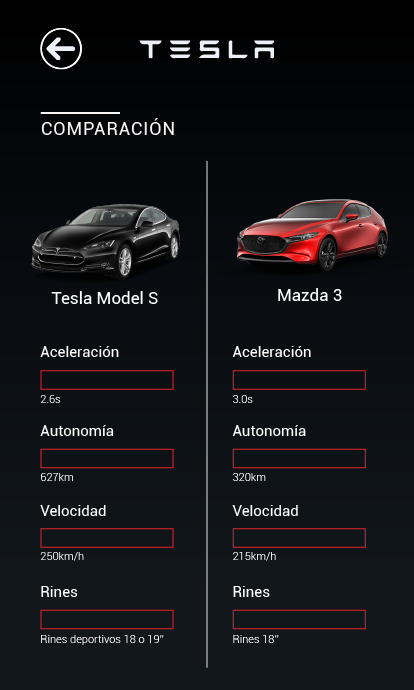 TESLA
COMPARACIÓN
Tesla Model S
Aceleración
2.6s
Autonomía
627km
Velocidad
250km/h
Rines
Rines deportivos 18 o 19"
Mazda 3
Aceleración
3.0s
Autonomía
320km
Velocidad
215km/h
Rines
Rines 18"